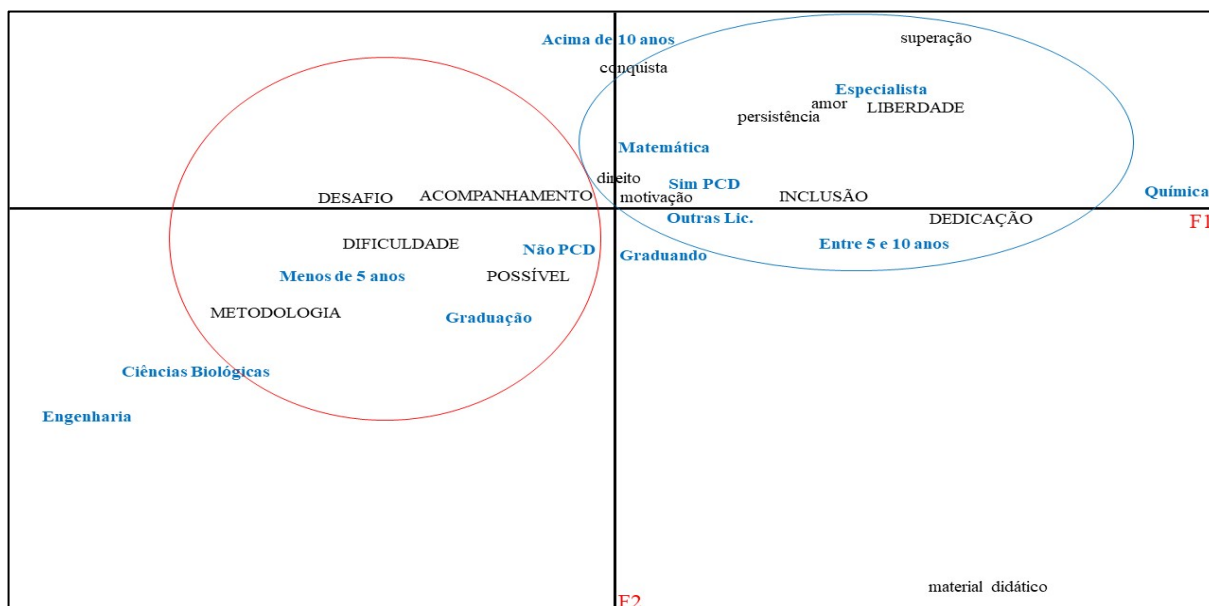 Acima de 10 anos
superação
conquista
Especialista
amor
LIBERDADE
persistência
Matemática
direito
Sim PCD
Química
DESAFIO
ACOMPANHAMENTO
motivação
INCLUSÃO
Outras Lic.
DEDICAÇÃO
F1
DIFICULDADE
Não PCD
Graduando
Entre 5 e 10 anos
Menos de 5 anos
POSSÍVEL
METODOLOGIA
Graduação
Ciências Biológicas
Engenharia
material didático
F2